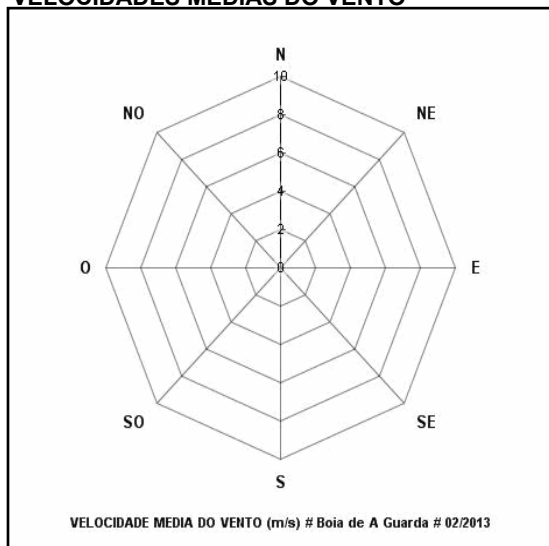 VELOCIDADES MEDIAS DO VENTO
N
10
NO
NE
8
6
4
2
O
0
E
SO
SE
S
VELOCIDADE MEDIA DO VENTO (m/s) # Boia de A Guarda # 02/2013